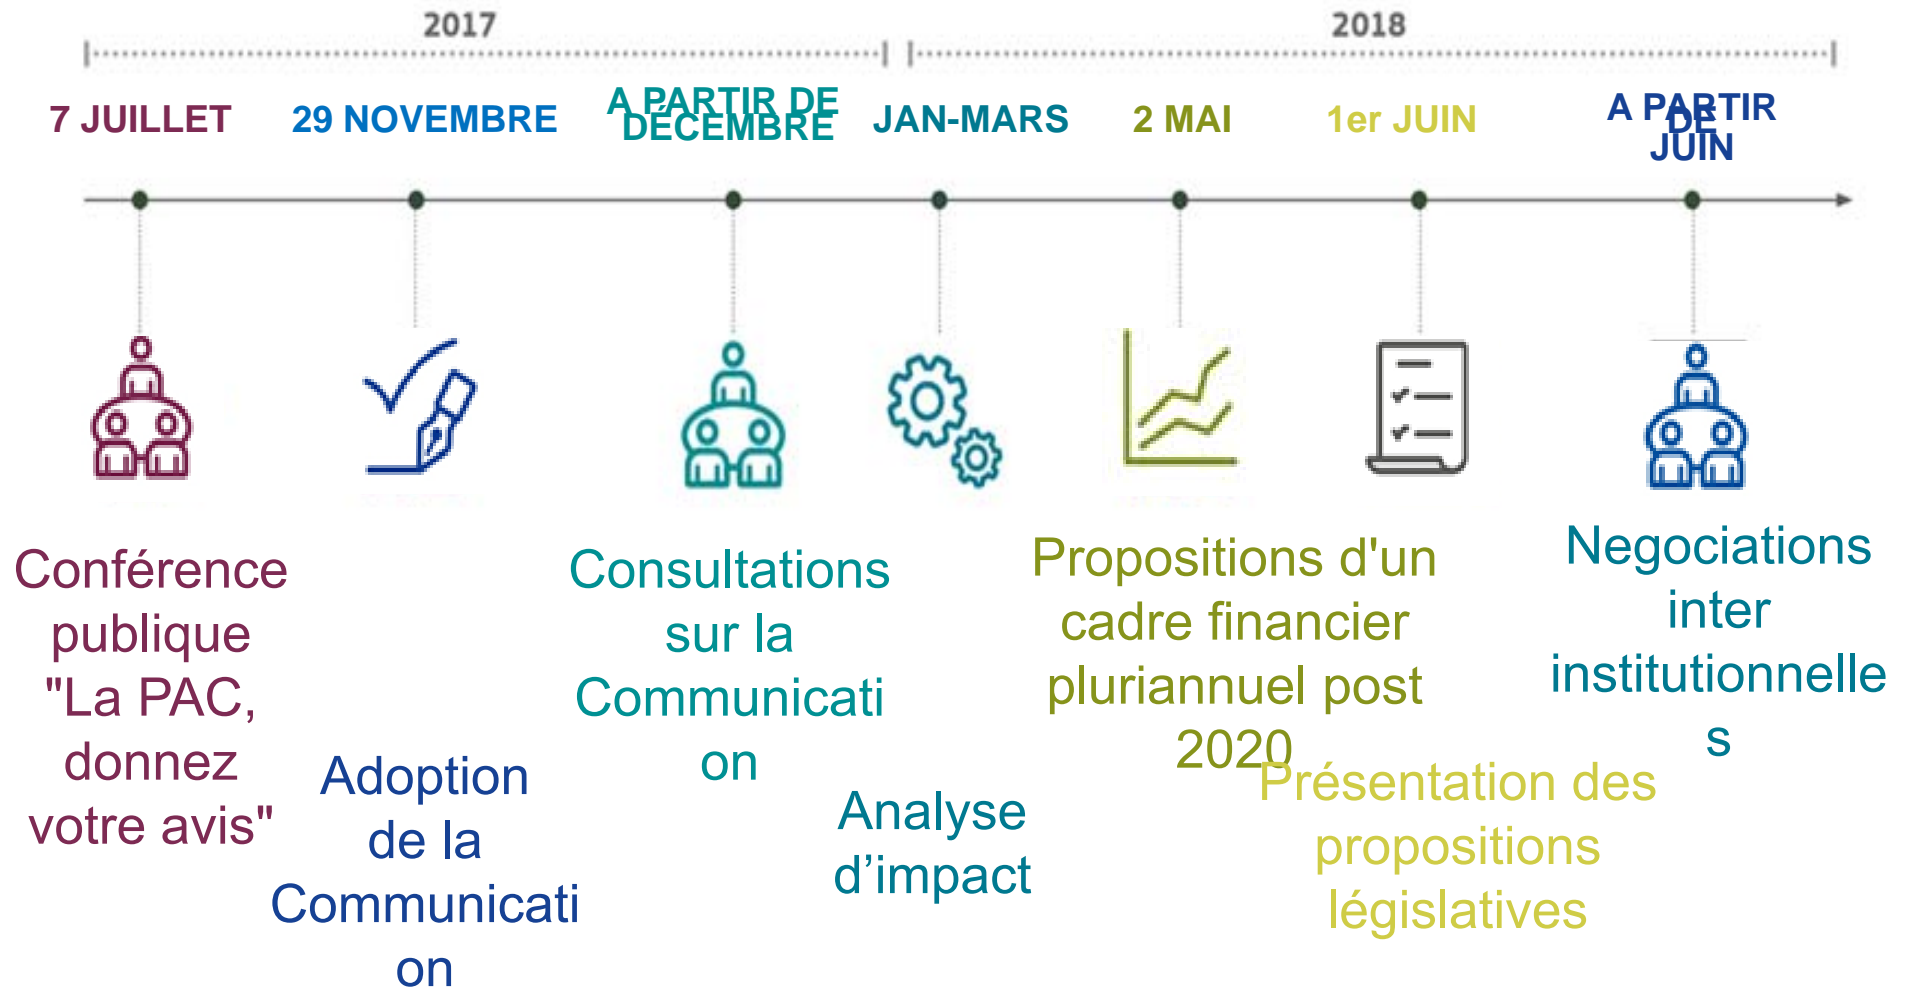 2017
2018
7 JUILLET
29 NOVEMBRE
A PARTIR DE
DÉCEMBRE
JAN-MARS
2 MAI
1er JUIN
A PARTIR
DE
JUIN
Conférence
publique
"La PAC,
donnez
votre avis"
Adoption
de la
Communicati
on
Consultations
sur la
Communicati
on
Analyse
d’impact
Propositions d'un
cadre financier
pluriannuel post
2020
Présentation des
propositions
législatives
Negociations
inter
institutionnelle
s